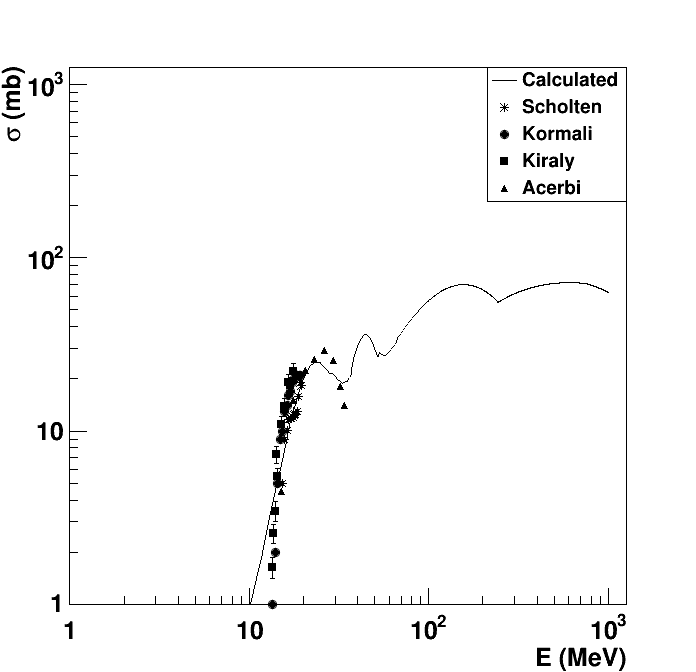 σ (mb)
10³
10²
10
1
Calculated
Scholten
Kormali
Kiraly
Acerbi
1 10 10² 10³
E (MeV)